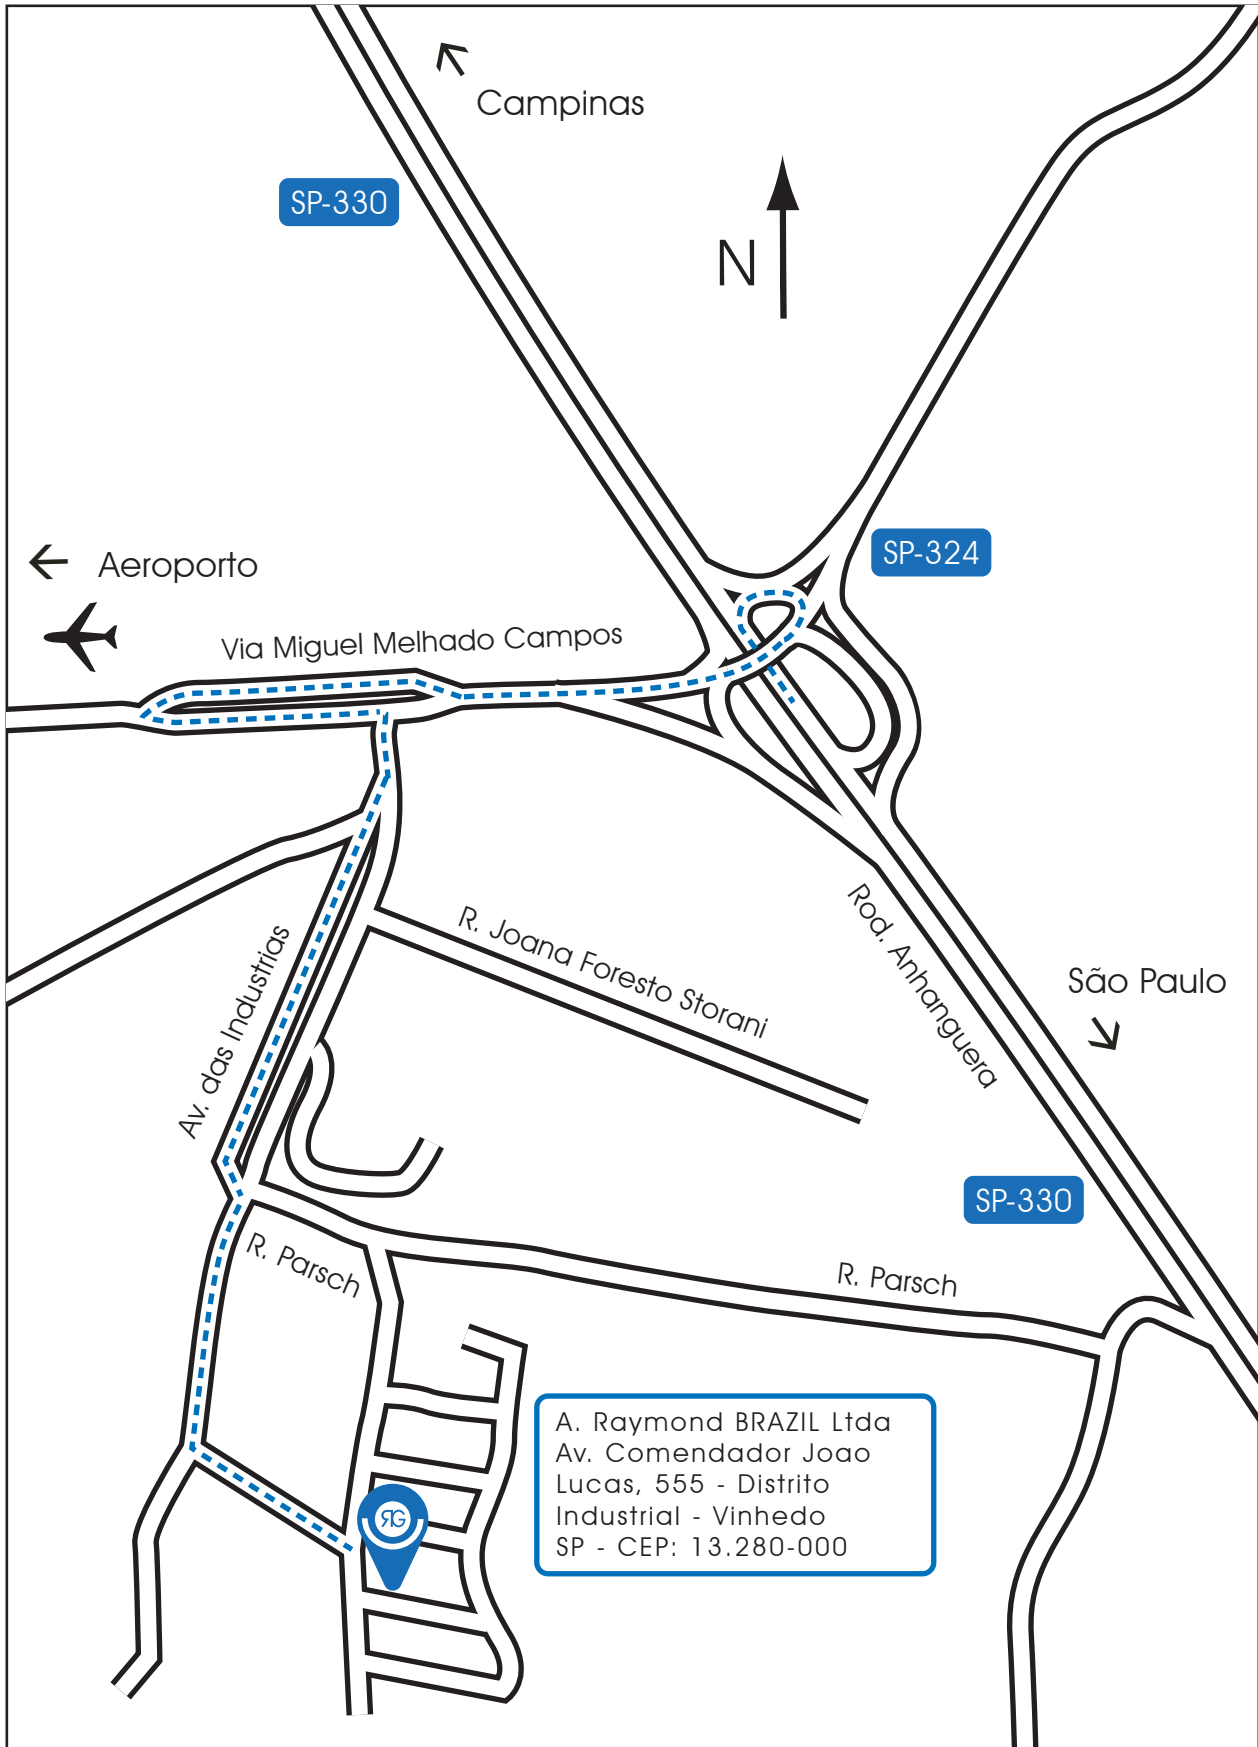 Campinas
SP-330
N
SP-324
Aeroporto
Via Miguel Melhado Campos
R. Joana Foresto Storani
Rod. Anhanguera
São Paulo
Av. das Industrias
SP-330
R. Parsch
R. Parsch
A. Raymond BRAZIL Ltda
Av. Comendador Joao
Lucas, 555 - Distrito
Industrial - Vinhedo
SP - CEP: 13.280-000